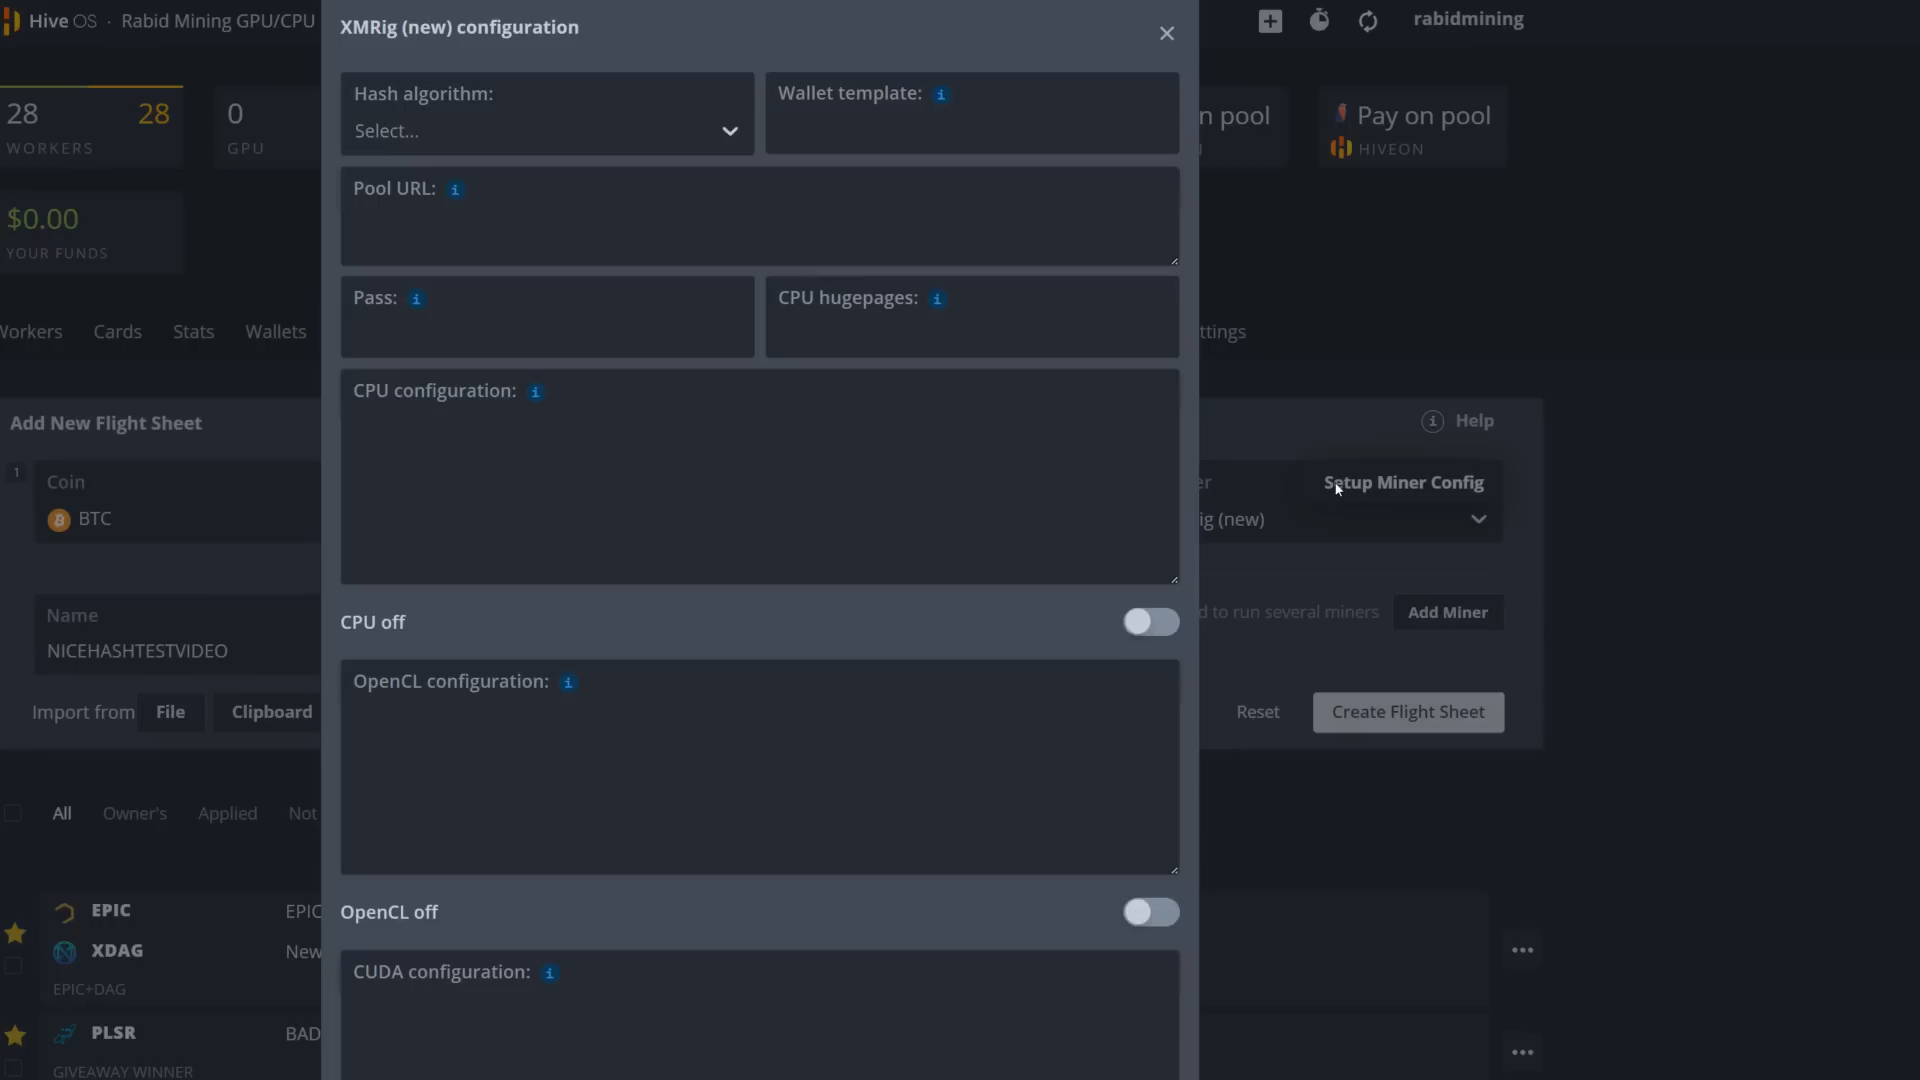 Hive OS · Rabid Mining GPU/CPU
XMRig (new) configuration
rabidmining
28
28
WORKERS
0
GPU
n pool
Pay on pool
HIVEON
$0.00
YOUR FUNDS
Hash algorithm:
Select...
Wallet template:
Pool URL:
Pass:
CPU hugepages:
Workers
Cards
Stats
Wallets
ttings
CPU configuration:
Add New Flight Sheet
Help
1
Coin
BTC
er
Setup Miner Config
ig (new)
CPU off
Name
NICEHASHTESTVIDEO
d to run several miners
Add Miner
OpenCL configuration:
Import from
File
Clipboard
Reset
Create Flight Sheet
All
Owner's
Applied
Not
OpenCL off
EPIC
EPIC
XDAG
New
EPIC+DAG
CUDA configuration:
PLSR
BAD
GIVEAWAY WINNER